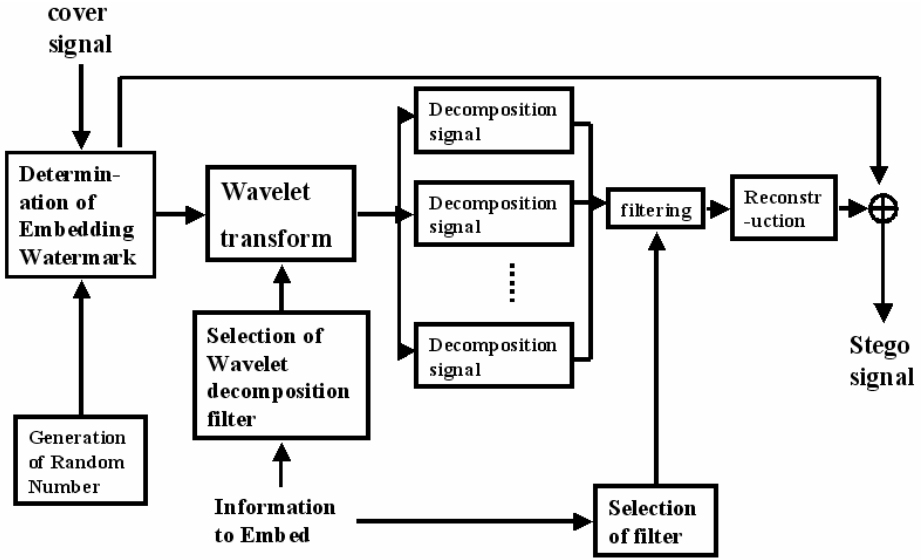 cover
signal
Determin-
ation of
Embedding
Watermark
Wavelet
transform
Decomposition
signal
Decomposition
signal
Decomposition
signal
filtering
Reconstr
-uction
Stego
signal
Selection of
Wavelet
decomposition
filter
Generation
of Random
Number
Information
to Embed
Selection
of filter